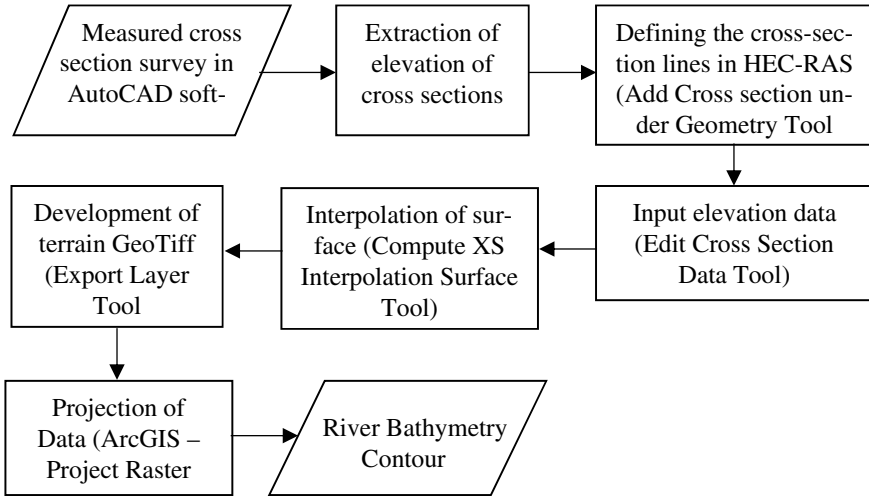 Measured cross
section survey in
AutoCAD soft-
Extraction of
elevation of
cross sections
Defining the cross-sec-
tion lines in HEC-RAS
(Add Cross section un-
der Geometry Tool
Input elevation data
(Edit Cross Section
Data Tool)
Interpolation of sur-
face (Compute XS
Interpolation Surface
Tool)
Development of
terrain GeoTiff
(Export Layer
Tool
Projection of
Data (ArcGIS –
Project Raster
River Bathymetry
Contour